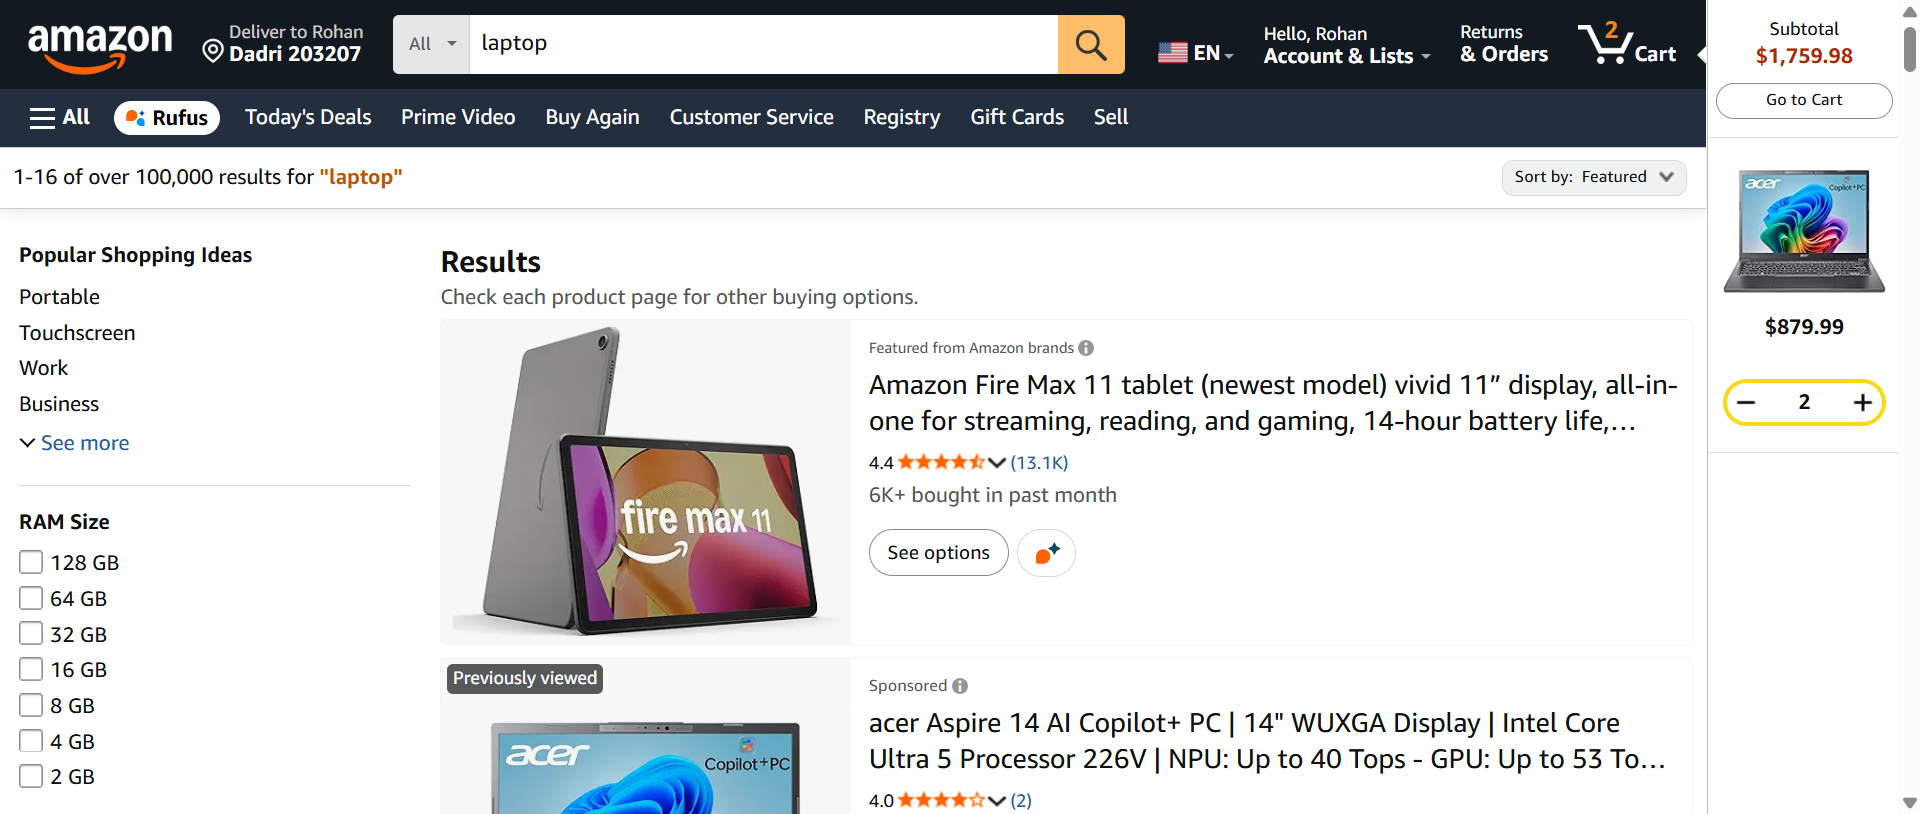 amazon
Deliver to Rohan
Dadri 203207
All
laptop
EN
Hello, Rohan
Account & Lists
Returns
& Orders
2
Cart
All
Rufus
Today's Deals
Prime Video
Buy Again
Customer Service
Registry
Gift Cards
Sell
1-16 of over 100,000 results for "laptop"
Sort by: Featured
Popular Shopping Ideas
Portable
Touchscreen
Work
Business
See more
RAM Size
128 GB
64 GB
32 GB
16 GB
8 GB
4 GB
2 GB
Results
Check each product page for other buying options.
fire max 11
Featured from Amazon brands
Amazon Fire Max 11 tablet (newest model) vivid 11” display, all-in-
one for streaming, reading, and gaming, 14-hour battery life,…
4.4
(13.1K)
6K+ bought in past month
See options
Previously viewed
acer
Copilot+PC
Sponsored
acer Aspire 14 AI Copilot+ PC | 14" WUXGA Display | Intel Core
Ultra 5 Processor 226V | NPU: Up to 40 Tops - GPU: Up to 53 To…
4.0
(2)
Subtotal
$1,759.98
Go to Cart
acer
Copilot+PC
$879.99
2